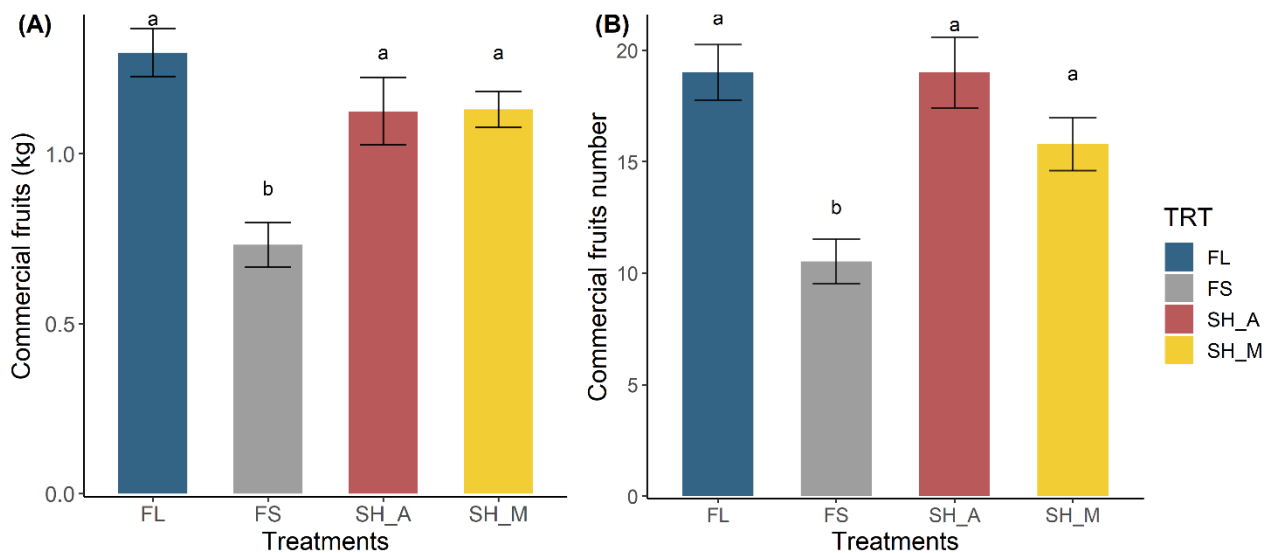 (A)
Commercial fruits (kg)
1.0
0.5
0.0
a
b
a
a
FL
FS
SH_A
SH_M
Treatments
(B)
Commercial fruits number
20
15
10
5
0
a
b
a
a
FL
FS
SH_A
SH_M
Treatments
TRT
FL
FS
SH_A
SH_M